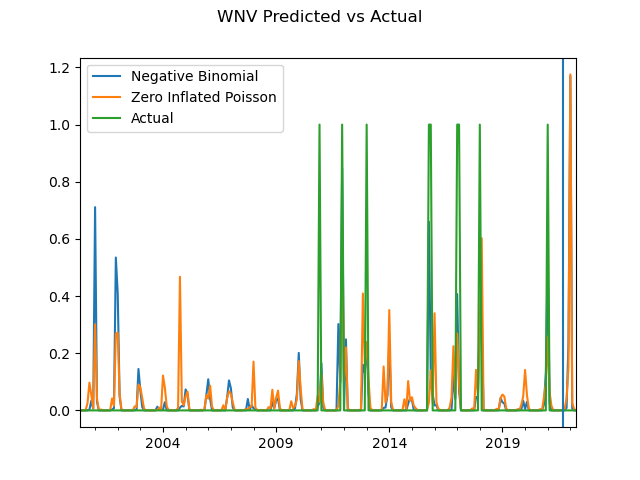 WNV Predicted vs Actual
Negative Binomial
Zero Inflated Poisson
Actual
1.2
1.0
0.8
0.6
0.4
0.2
0.0
2004 2009 2014 2019